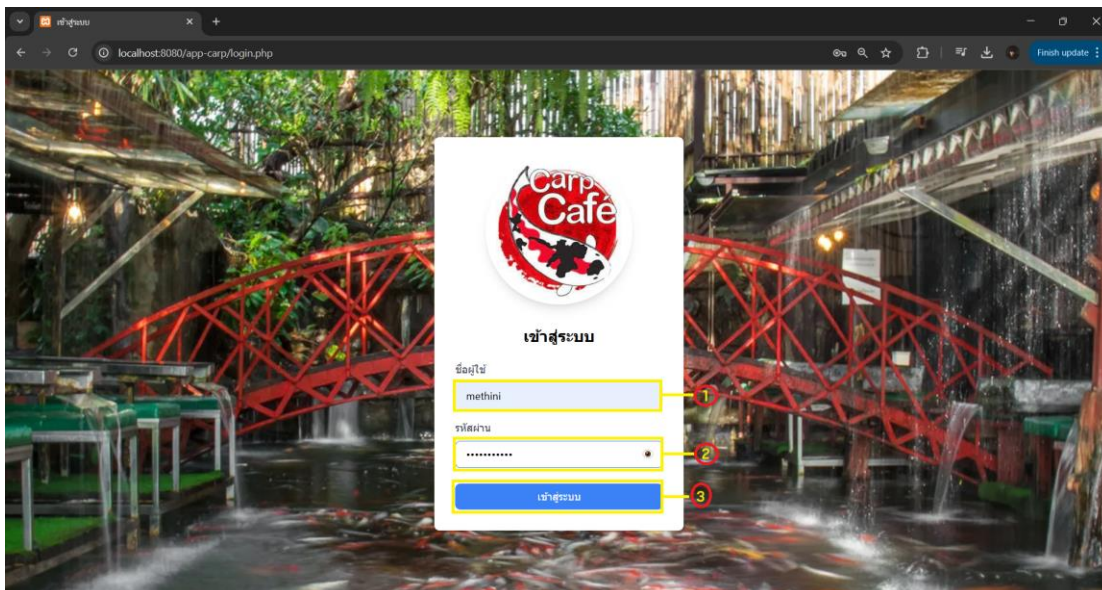 เข้าสู่ระบบ
localhost:8080/app-carp/login.php
Finish update
Carp
Café
เข้าสู่ระบบ
ชื่อผู้ใช้
methini
1
รหัสผ่าน
•••••••••••
2
เข้าสู่ระบบ
3